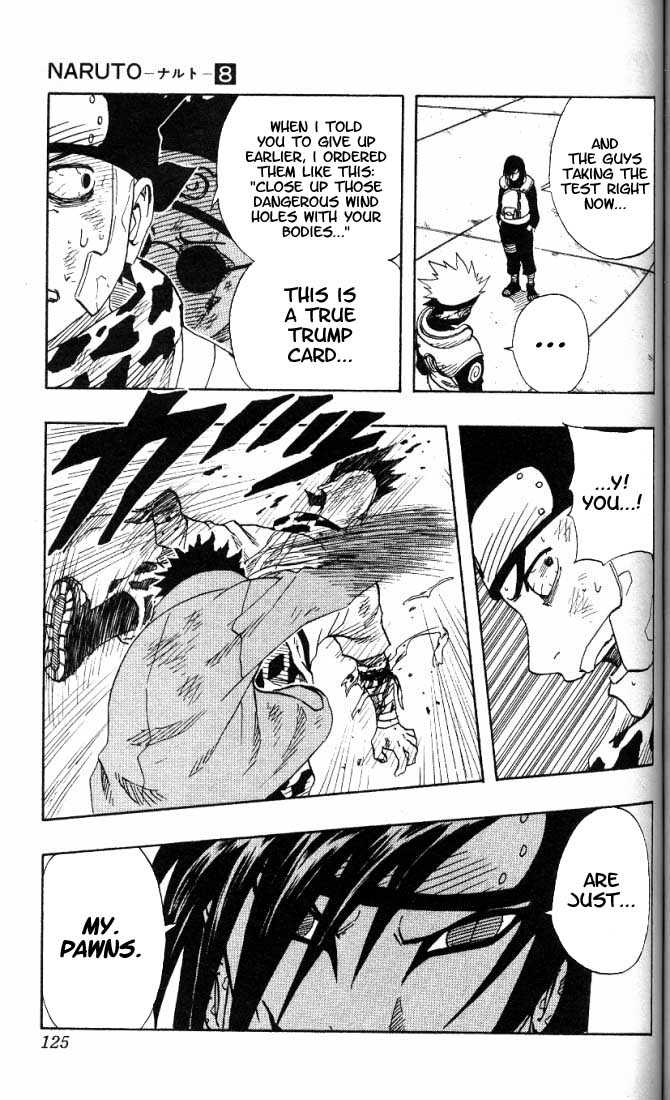 NARUTO－ナルト－8
AND
THE GUYS
TAKING THE
TEST RIGHT
NOW...
...
WHEN I TOLD
YOU TO GIVE UP
EARLIER, I ORDERED
THEM LIKE THIS:
"CLOSE UP THOSE
DANGEROUS WIND
HOLES WITH YOUR
BODIES..."
THIS IS
A TRUE
TRUMP
CARD...
...Y!
YOU...!
ガッ
ARE
JUST...
MY.
PAWNS.
125